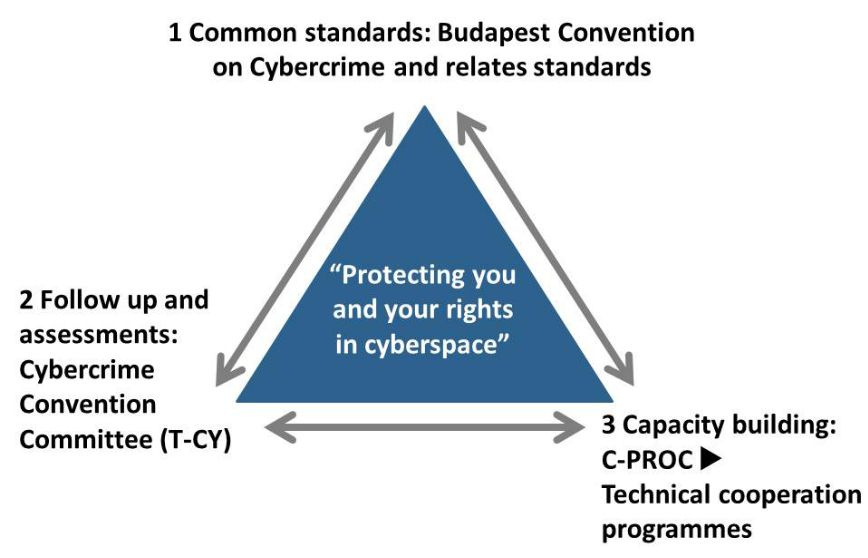 1 Common standards: Budapest Convention
on Cybercrime and relates standards
“Protecting you
and your rights
in cyberspace”
2 Follow up and
assessments:
Cybercrime
Convention
Committee (T-CY)
3 Capacity building:
C-PROC ▶
Technical cooperation
programmes